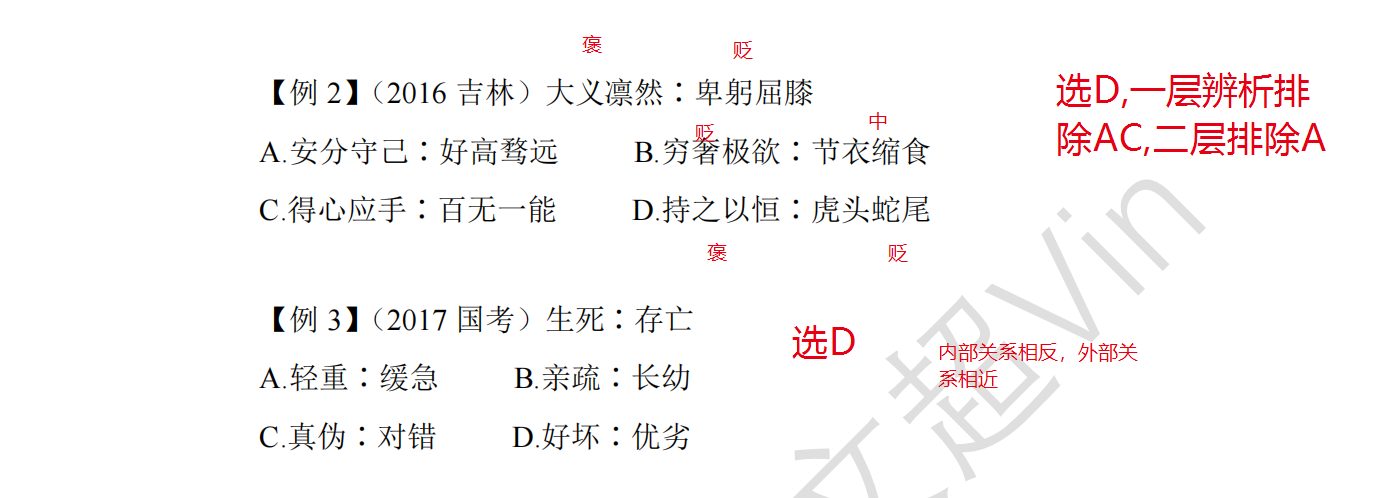 褒 贬
【例 2】（2016 吉林）大义凛然：卑躬屈膝
选D,一层辨析排
除AC,二层排除A
贬 中
A.安分守己：好高骛远 B.穷奢极欲：节衣缩食
C.得心应手：百无一能 D.持之以恒：虎头蛇尾
褒 贬
【例 3】（2017 国考）生死：存亡
选D
内部关系相反，外部关
系相近
A.轻重：缓急 B.亲疏：长幼
C.真伪：对错 D.好坏：优劣
文超Vin